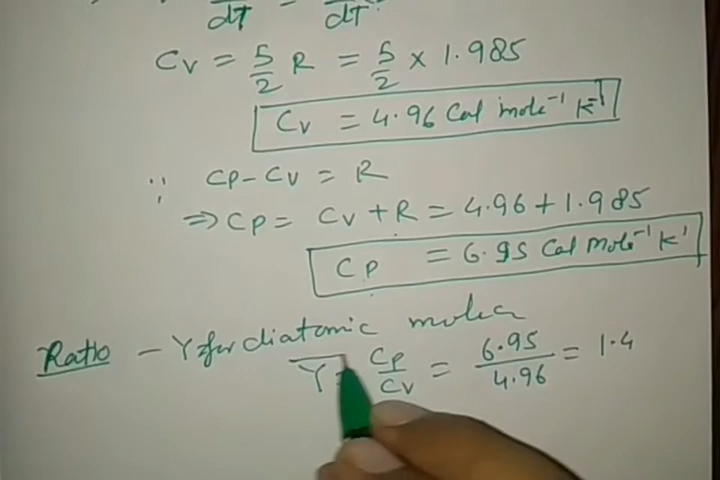 dT = dT
Cv = 5/2 R = 5/2 × 1.985
Cv = 4.96 Cal mole⁻¹ K⁻¹
∵ CP - Cv = R
⇒ CP = Cv + R = 4.96 + 1.985
CP = 6.95 Cal mole⁻¹ K⁻¹
Ratio - γ for diatomic
γ = CP/Cv = 6.95/4.96 = 1.4